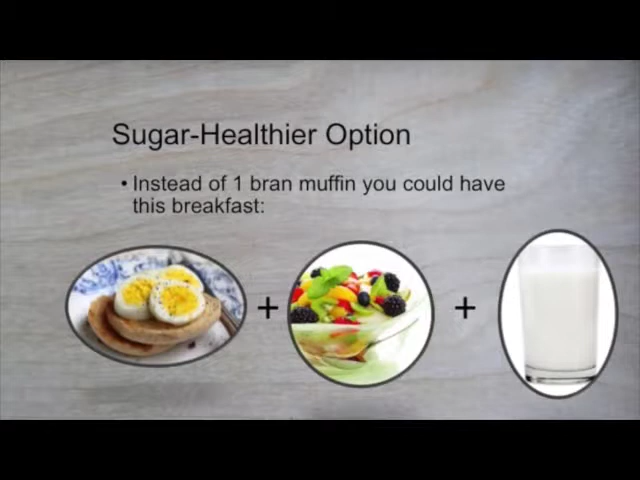 Sugar-Healthier Option
• Instead of 1 bran muffin you could have
this breakfast:
+ +